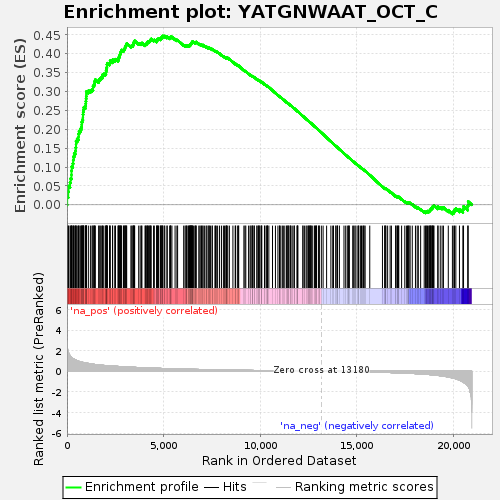 Enrichment plot: YATGNWAAT_OCT_C
Enrichment score (ES)
0.45
0.40
0.35
0.30
0.25
0.20
0.15
0.10
0.05
0.00
'na_pos' (positively correlated)
Ranked list metric (PreRanked)
6
4
2
0
-2
-4
-6
Zero cross at 13180
'na_neg' (negatively correlated)
0
5,000
10,000
15,000
20,000
Rank in Ordered Dataset
Enrichment profile
Hits
Ranking metric scores